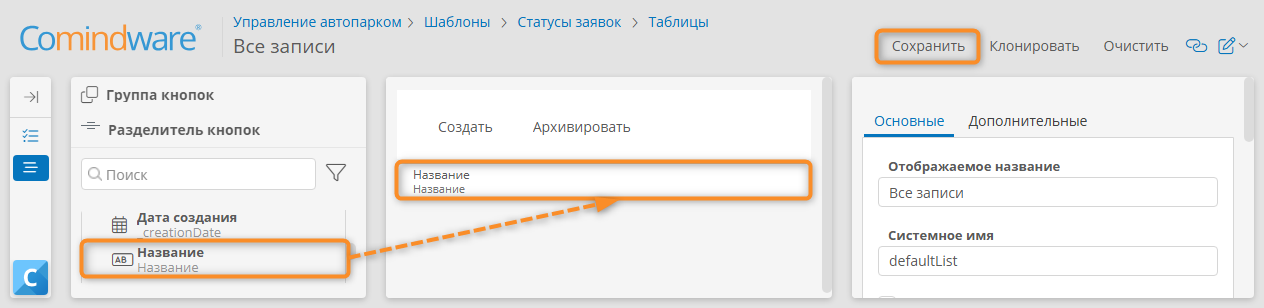 Comindware®
Управление автопарком > Шаблоны > Статусы заявок > Таблицы
Все записи
Сохранить Клонировать Очистить
Группа кнопок
Разделитель кнопок
Поиск
Дата создания
_creationDate
AB Название
Название
C
Создать Архивировать
Название
Название
Основные Дополнительные
Отображаемое название
Все записи
Системное имя
defaultList